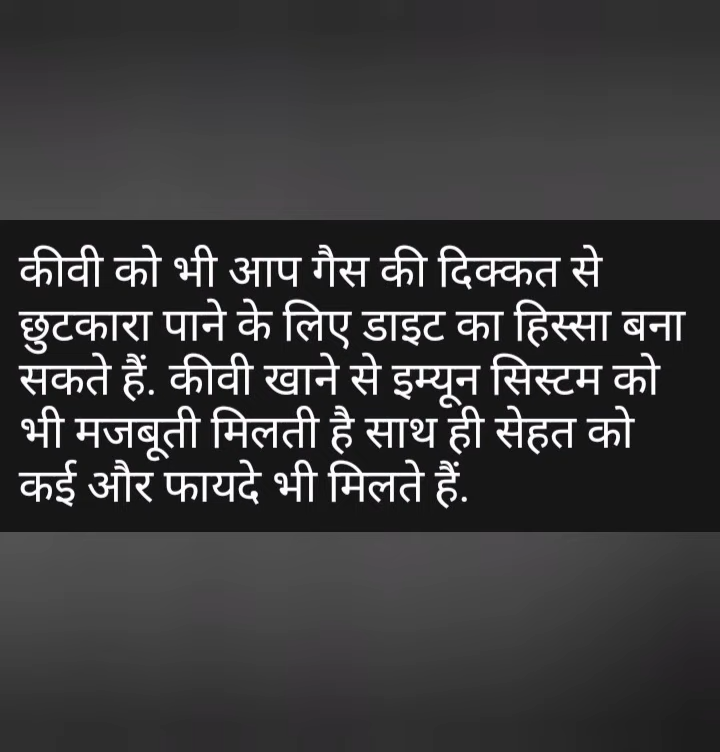 कीवी को भी आप गैस की दिक्कत से
छुटकारा पाने के लिए डाइट का हिस्सा बना
सकते हैं. कीवी खाने से इम्यून सिस्टम को
भी मजबूती मिलती है साथ ही सेहत को
कई और फायदे भी मिलते हैं.